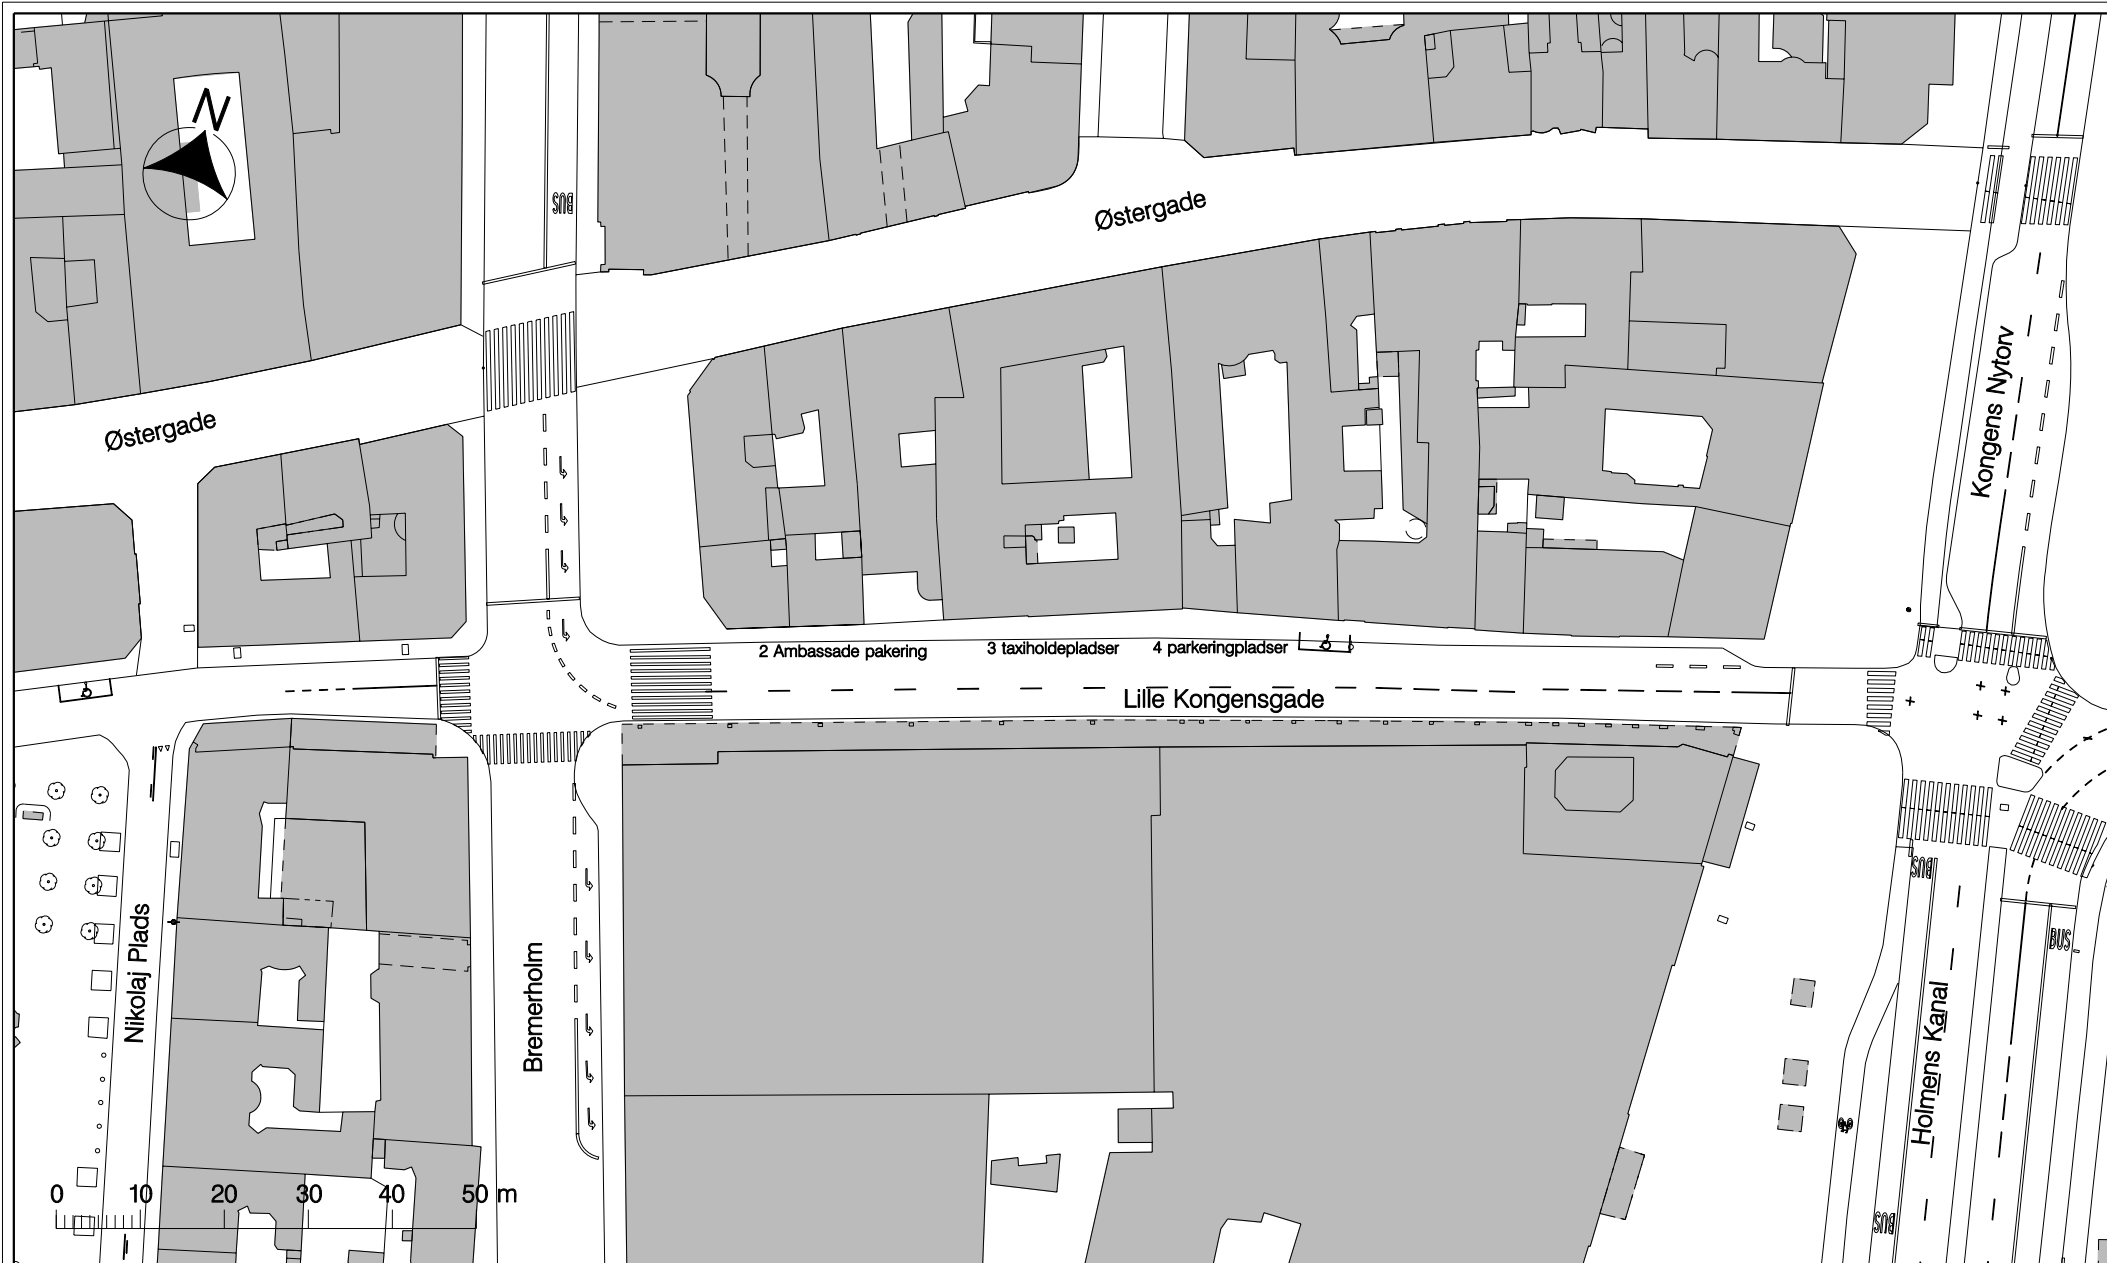 N
BUS
Østergade
Østergade
Kongens Nytorv
2 Ambassade pakering
3 taxiholdepladser
4 parkeringpladser
Lille Kongensgade
BUS
BUS
Nikolaj Plads
Bremerholm
Holmens Kanal
0 10 20 30 40 50 m
BUS